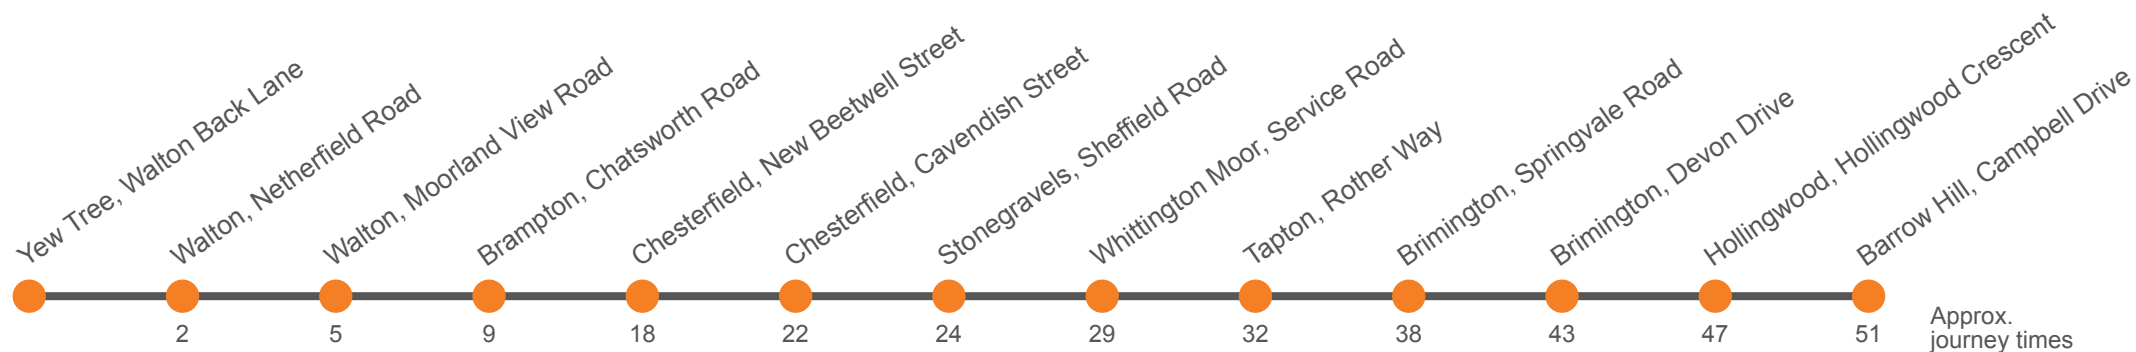 Yew Tree, Walton Back Lane
Walton, Netherfield Road
Walton, Moorland View Road
Brampton, Chatsworth Road
Chesterfield, New Beetwell Street
Chesterfield, Cavendish Street
Stonegravels, Sheffield Road
Whittington Moor, Service Road
Tapton, Rother Way
Brimington, Springvale Road
Brimington, Devon Drive
Hollingwood, Hollingwood Crescent
Barrow Hill, Campbell Drive
2 5 9 18 22 24 29 32 38 43 47 51
Approx.
journey times